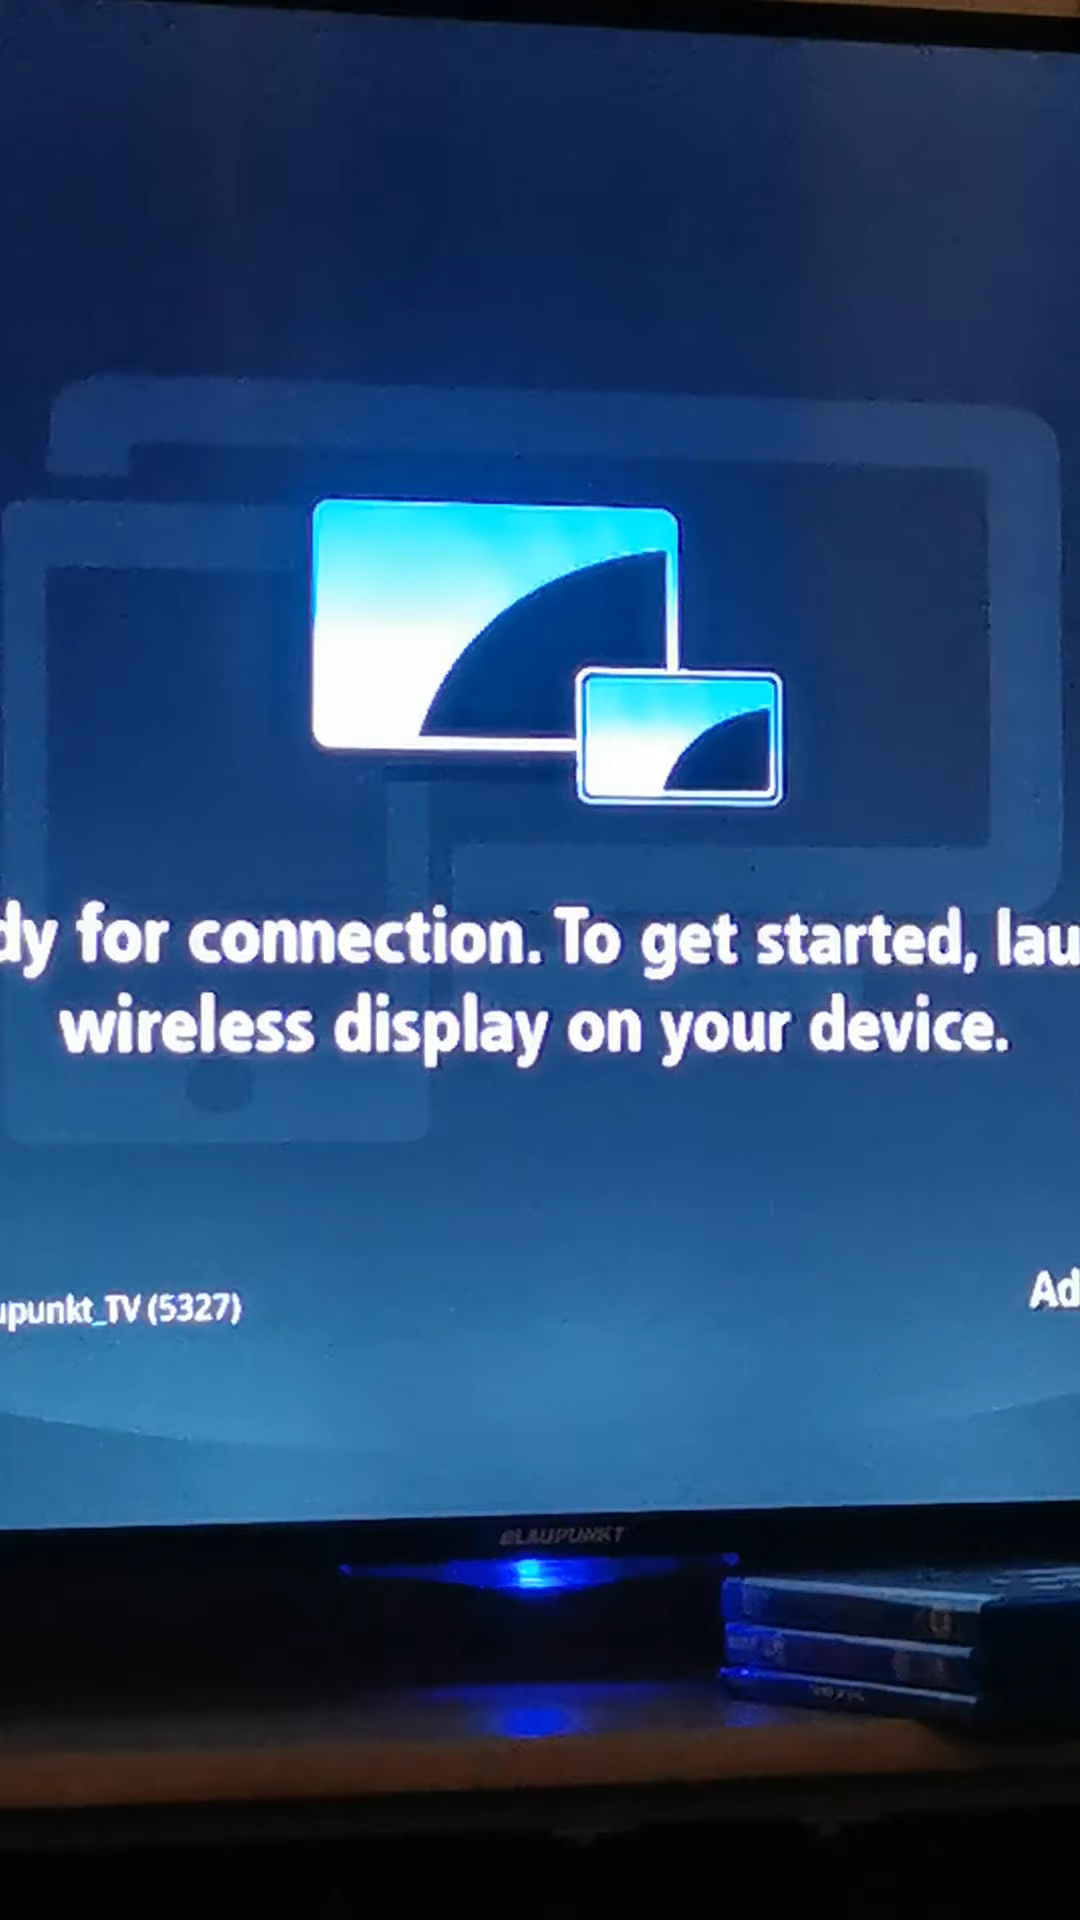 dy for connection. To get started, lau
wireless display on your device.
upunkt_TV (5327)
Ad
BLAUPUNKT